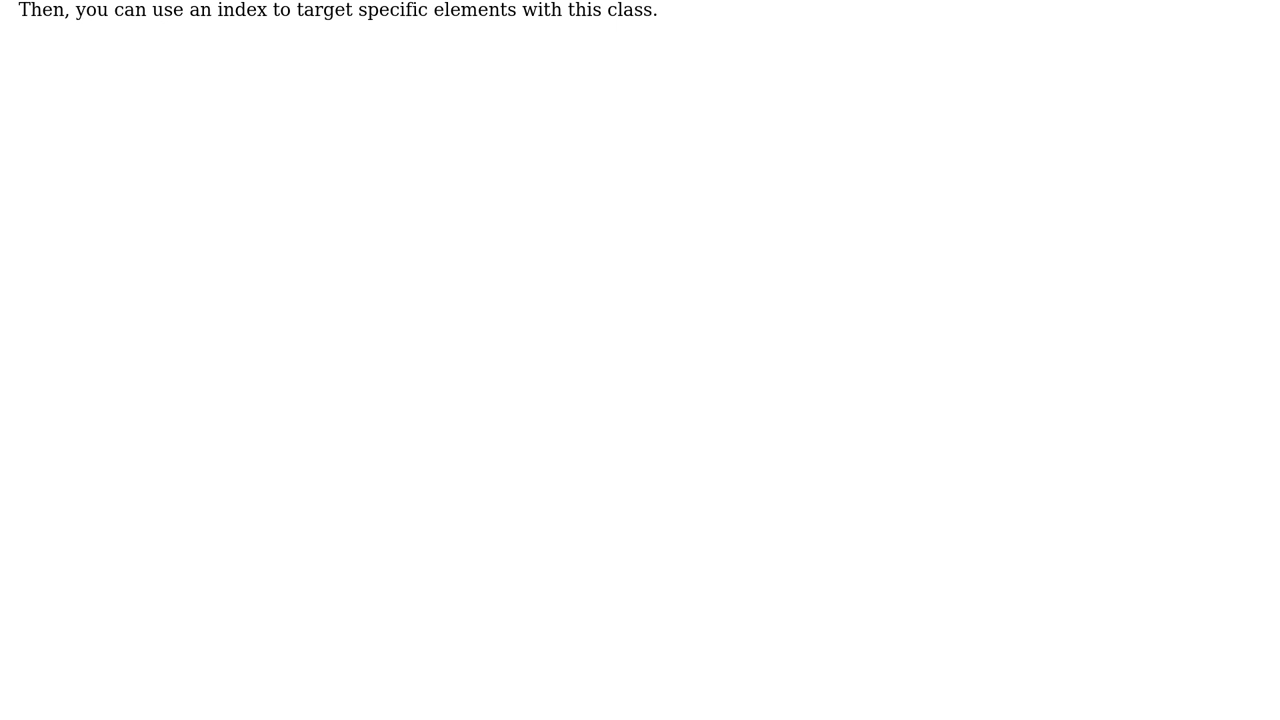 Then, you can use an index to target specific elements with this class.